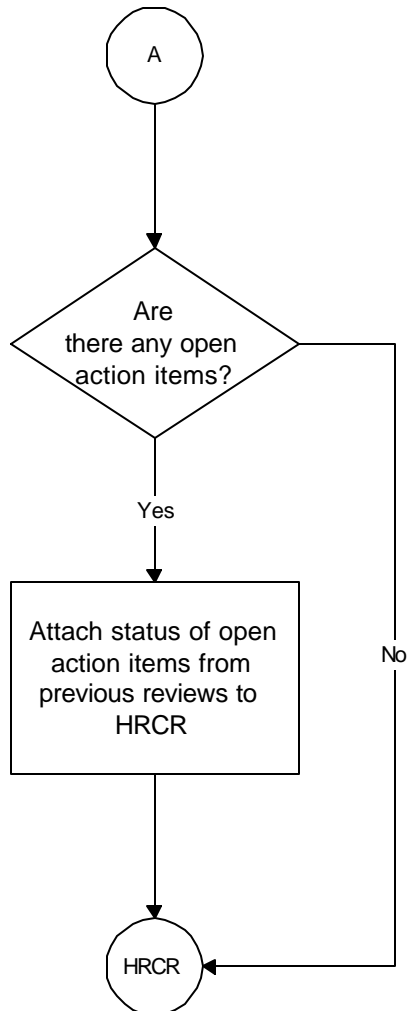 A
Are
there any open
action items?
Yes
Attach status of open
action items from
previous reviews to
HRCR
No
HRCR